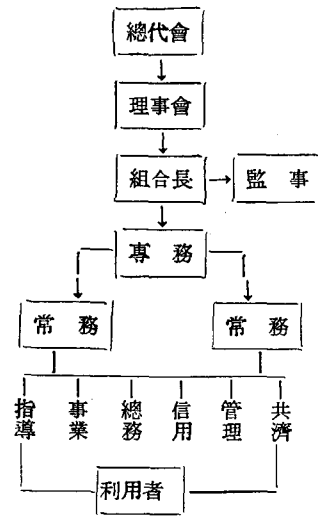 總代會
理事會
組合長
監事
專務
常務
常務
指導
事業
總務
信用
管理
共濟
利用者